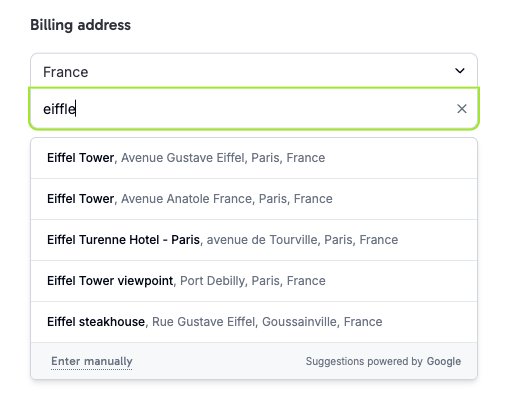 Billing address
France
eiffle
Eiffel Tower, Avenue Gustave Eiffel, Paris, France
Eiffel Tower, Avenue Anatole France, Paris, France
Eiffel Turenne Hotel - Paris, avenue de Tourville, Paris, France
Eiffel Tower viewpoint, Port Debilly, Paris, France
Eiffel steakhouse, Rue Gustave Eiffel, Goussainville, France
Enter manually Suggestions powered by Google